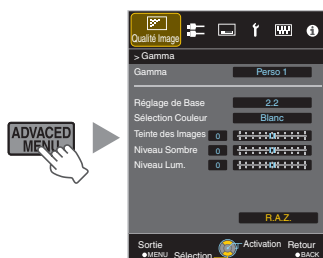 Qualité Image
> Gamma
Gamma Perso 1
Réglage de Base 2.2
Sélection Couleur Blanc
Teinte des Images 0
Niveau Sombre 0
Niveau Lum. 0
ADVACED
MENU
R.A.Z.
Sortie Activation Retour
●MENU Sélection ●BACK